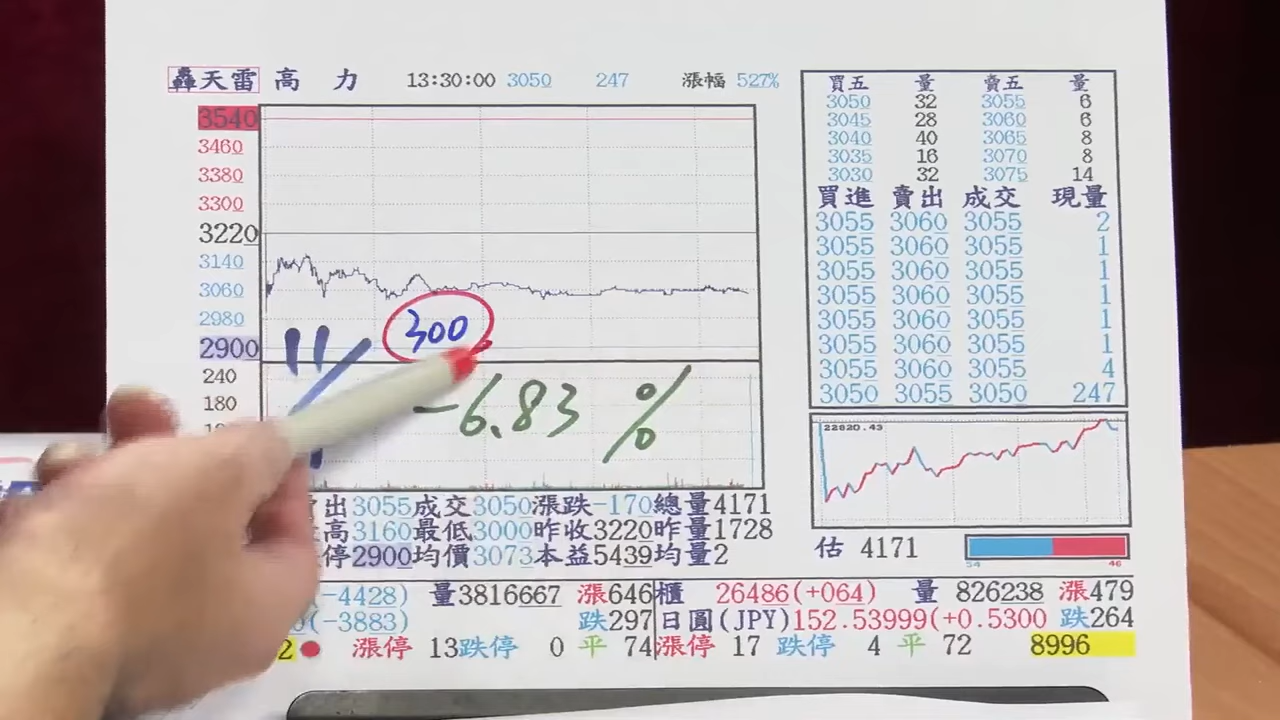 轟天雷 高 力 13:30:00 3050 247 漲幅 527%
3540
3460
3380
3300
3220
3140
3060
2980
2900
240
180
300
11/
-6.83 %
買五 量 賣五 量
3050 32 3055 6
3045 28 3060 6
3040 40 3065 8
3035 16 3070 8
3030 32 3075 14
買進 賣出 成交 現量
3055 3060 3055 2
3055 3060 3055 1
3055 3060 3055 1
3055 3060 3055 1
3055 3060 3055 1
3055 3060 3055 1
3055 3060 3055 4
3050 3055 3050 247
22820.43
估 4171
54 46
出3055成交3050漲跌-170總量4171
高3160最低3000昨收3220昨量1728
停2900均價3073本益5439均量2
(-4428) 量3816667 漲646 櫃 26486(+064) 量 826238 漲479
(-3883) 跌297 日圓(JPY)152.53999(+0.5300 跌264
2 漲停 13跌停 0 平 74 漲停 17 跌停 4 平 72 8996